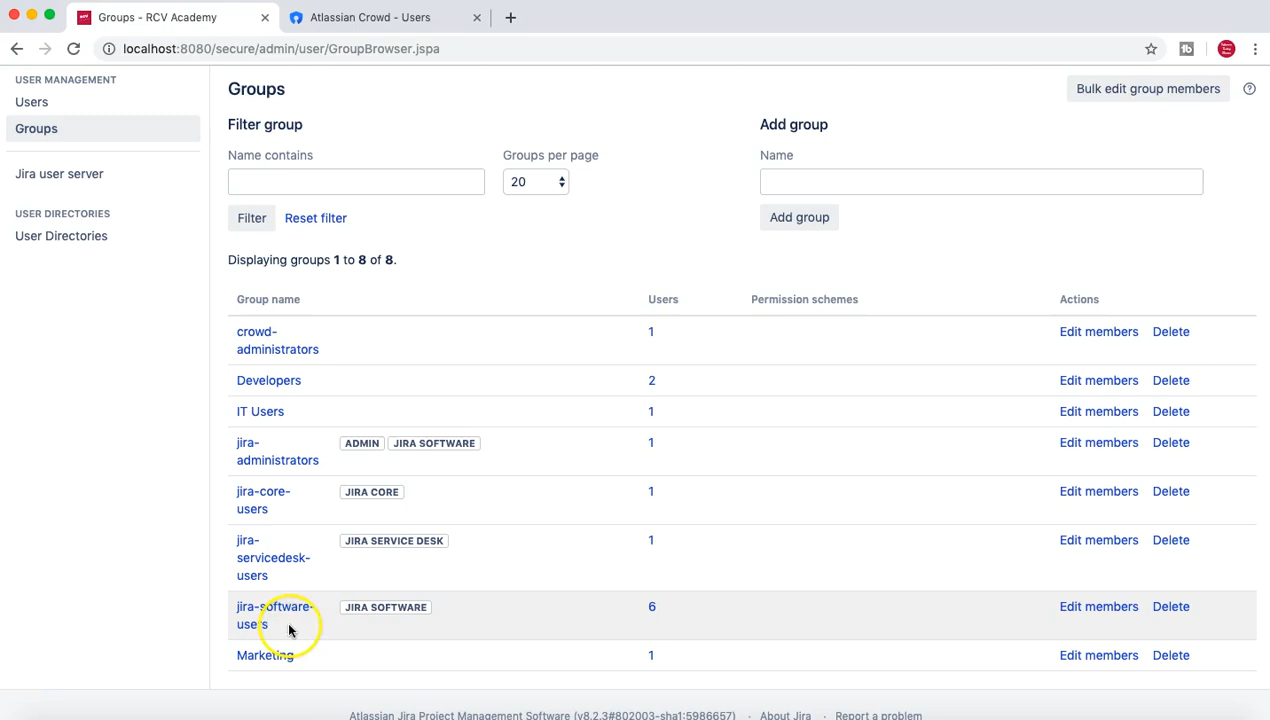 Groups - RCV Academy
Atlassian Crowd - Users
localhost:8080/secure/admin/user/GroupBrowser.jspa
USER MANAGEMENT
Users
Groups
Jira user server
USER DIRECTORIES
User Directories
Groups
Bulk edit group members
Filter group
Add group
Name contains
Groups per page
Name
20
Filter
Reset filter
Add group
Displaying groups 1 to 8 of 8.
Group name Users Permission schemes Actions
crowd-
administrators
1 Edit members Delete
Developers 2 Edit members Delete
IT Users 1 Edit members Delete
jira-
administrators
ADMIN JIRA SOFTWARE 1 Edit members Delete
jira-core-
users
JIRA CORE 1 Edit members Delete
jira-
servicedesk-
users
JIRA SERVICE DESK 1 Edit members Delete
jira-software-
users
JIRA SOFTWARE 6 Edit members Delete
Marketing 1 Edit members Delete
Atlassian Jira Project Management Software (v8.2.3#802003-sha1:5986657) · About Jira · Report a problem